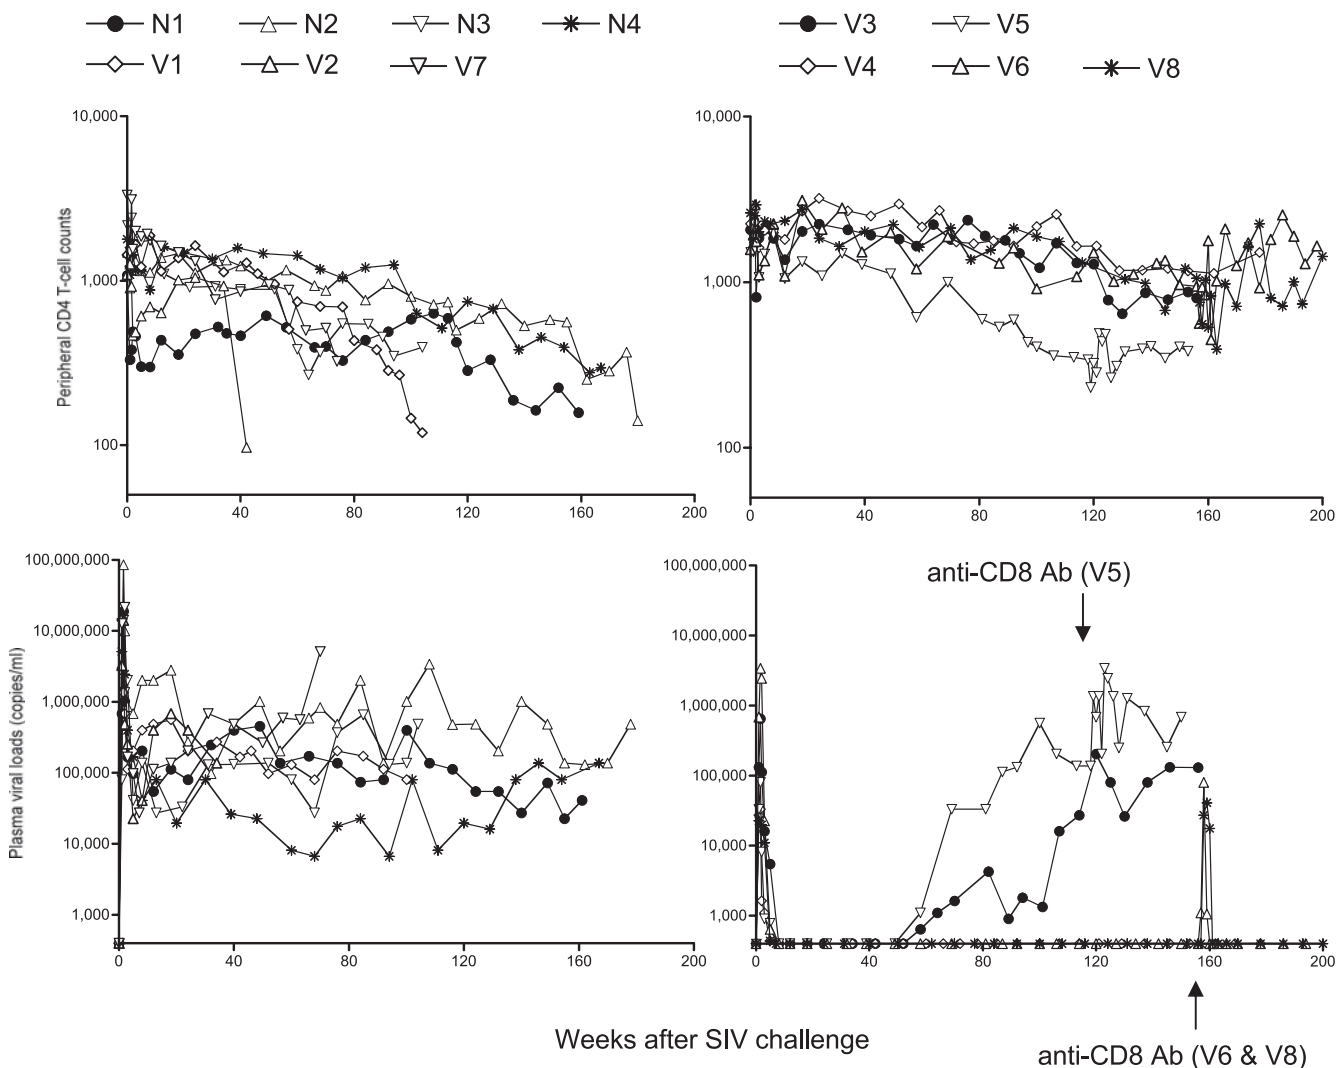 N1 N2 N3 N4
V1 V2 V7
V3 V5
V4 V6 V8
Peripheral CD4 T-cell counts
10,000
1,000
100
0 40 80 120 160 200
10,000
1,000
100
0 40 80 120 160 200
Plasma viral loads (copies/ml)
100,000,000
10,000,000
1,000,000
100,000
10,000
1,000
0 40 80 120 160 200
100,000,000
10,000,000
1,000,000
100,000
10,000
1,000
0 40 80 120 160 200
anti-CD8 Ab (V5)
Weeks after SIV challenge
anti-CD8 Ab (V6 & V8)